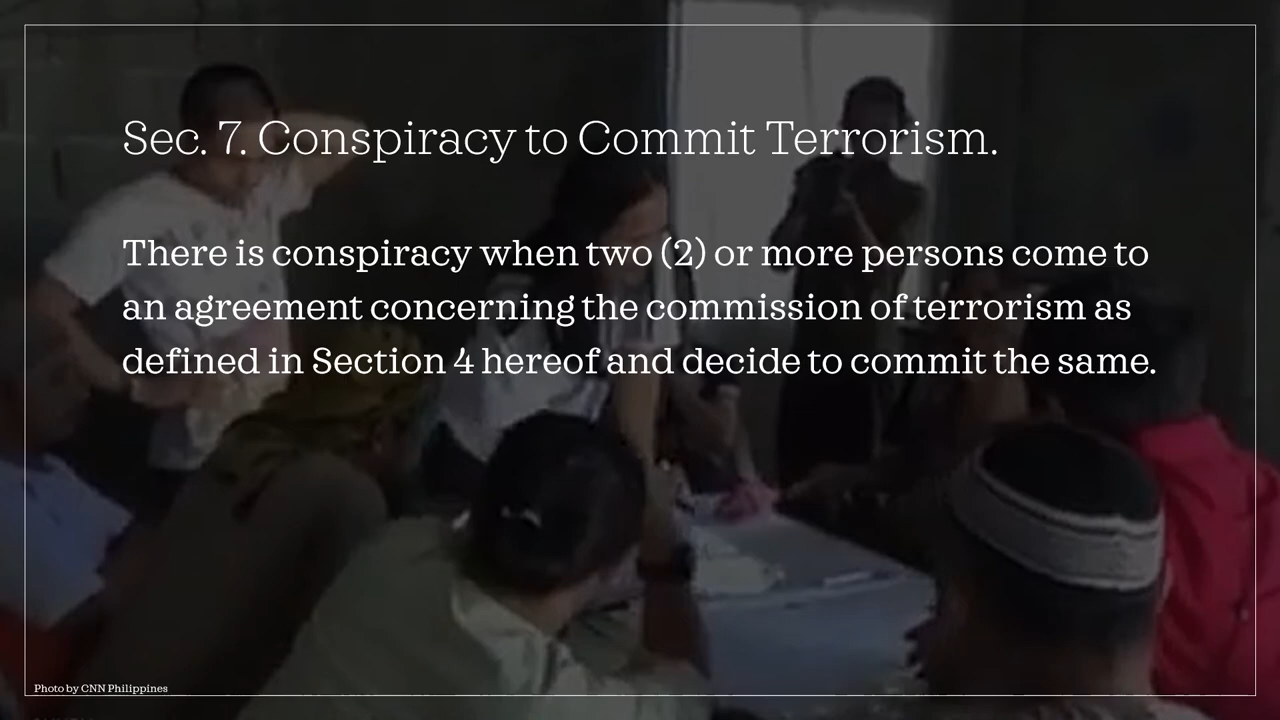 Sec. 7. Conspiracy to Commit Terrorism.
There is conspiracy when two (2) or more persons come to
an agreement concerning the commission of terrorism as
defined in Section 4 hereof and decide to commit the same.
Photo by CNN Philippines